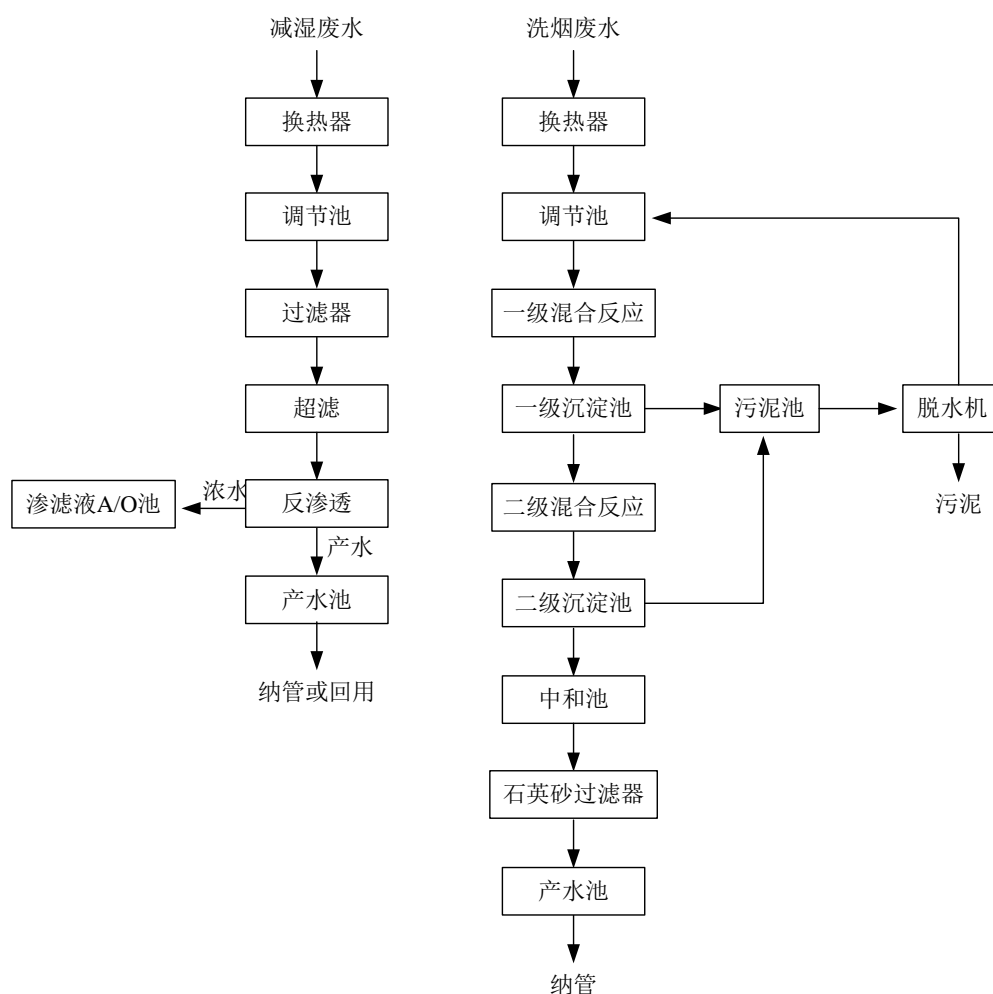 减湿废水
换热器
调节池
过滤器
超滤
浓水
渗滤液A/O池
反渗透
产水
产水池
纳管或回用
洗烟废水
换热器
调节池
一级混合反应
一级沉淀池
污泥池
脱水机
污泥
二级混合反应
二级沉淀池
中和池
石英砂过滤器
产水池
纳管